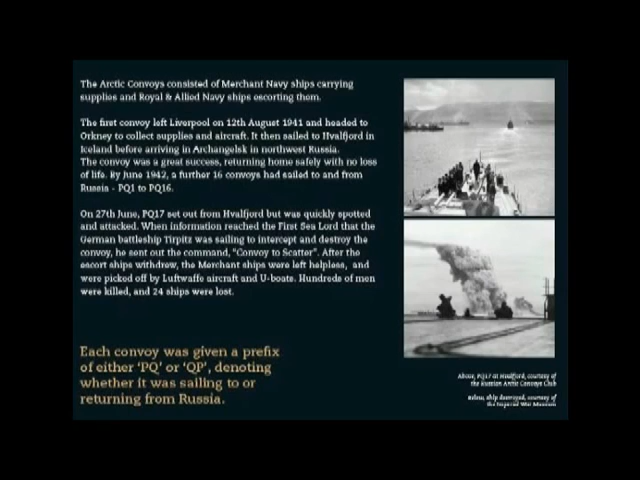 The Arctic Convoys consisted of Merchant Navy ships carrying
supplies and Royal & Allied Navy ships escorting them.
The first convoy left Liverpool on 12th August 1941 and headed to
Orkney to collect supplies and aircraft. It then sailed to Hvalfjord in
Iceland before arriving in Archangelsk in northwest Russia.
The convoy was a great success, returning home safely with no loss
of life. By June 1942, a further 16 convoys had sailed to and from
Russia - PQ1 to PQ16.
On 27th June, PQ17 set out from Hvalfjord but was quickly spotted
and attacked. When information reached the First Sea Lord that the
German battleship Tirpitz was sailing to intercept and destroy the
convoy, he sent out the command, "Convoy to Scatter". After the
escort ships withdrew, the Merchant ships were left helpless, and
were picked off by Luftwaffe aircraft and U-boats. Hundreds of men
were killed, and 24 ships were lost.
Each convoy was given a prefix
of either 'PQ' or 'QP', denoting
whether it was sailing to or
returning from Russia.
Above, PQ17 at Hvalfjord, courtesy of
the Russian Arctic Convoys Club
Below, ship destroyed, courtesy of
the Imperial War Museum